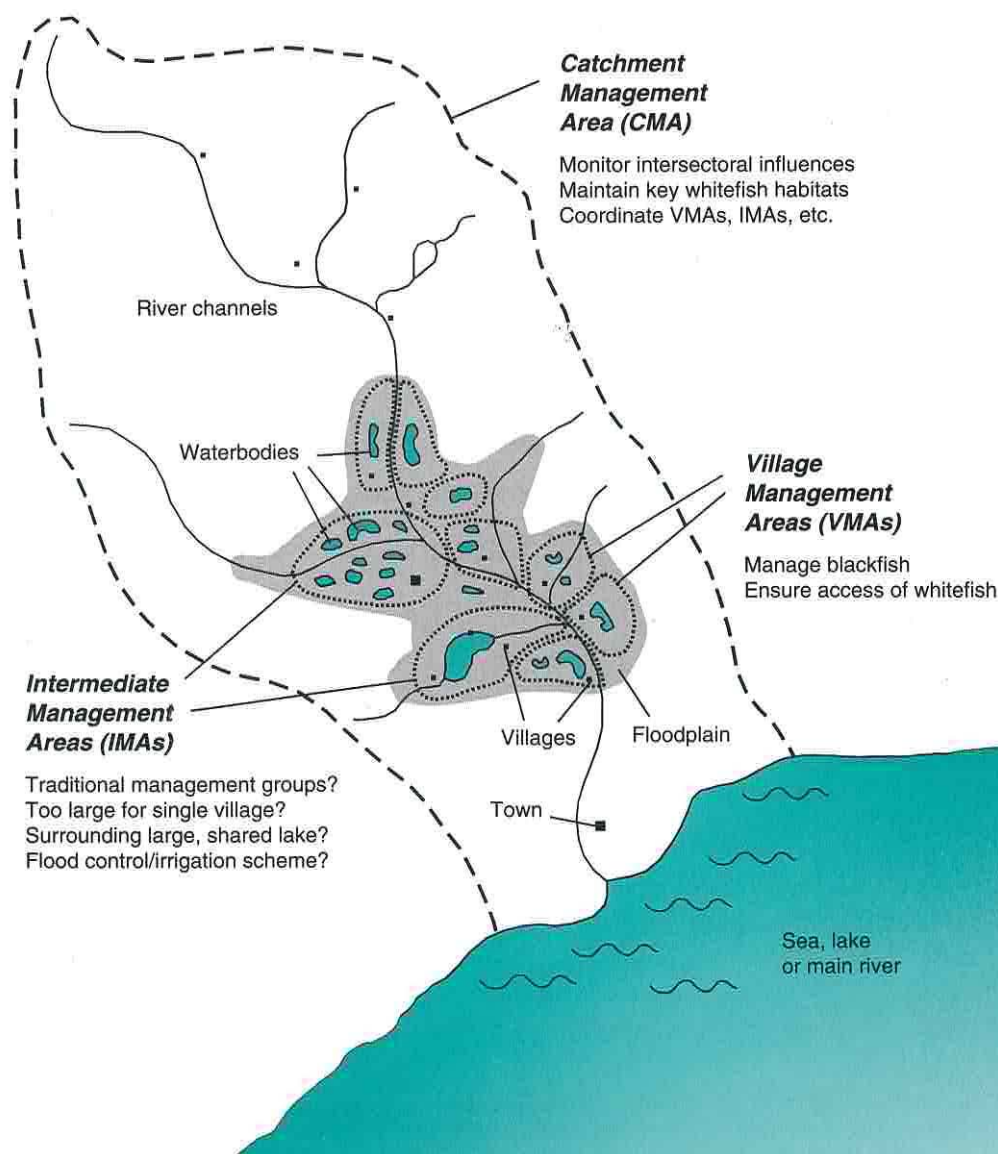 Catchment
Management
Area (CMA)
Monitor intersectoral influences
Maintain key whitefish habitats
Coordinate VMAs, IMAs, etc.
River channels
Waterbodies
Village
Management
Areas (VMAs)
Manage blackfish
Ensure access of whitefish
Intermediate
Management
Areas (IMAs)
Traditional management groups?
Too large for single village?
Surrounding large, shared lake?
Flood control/irrigation scheme?
Villages
Floodplain
Town
Sea, lake
or main river